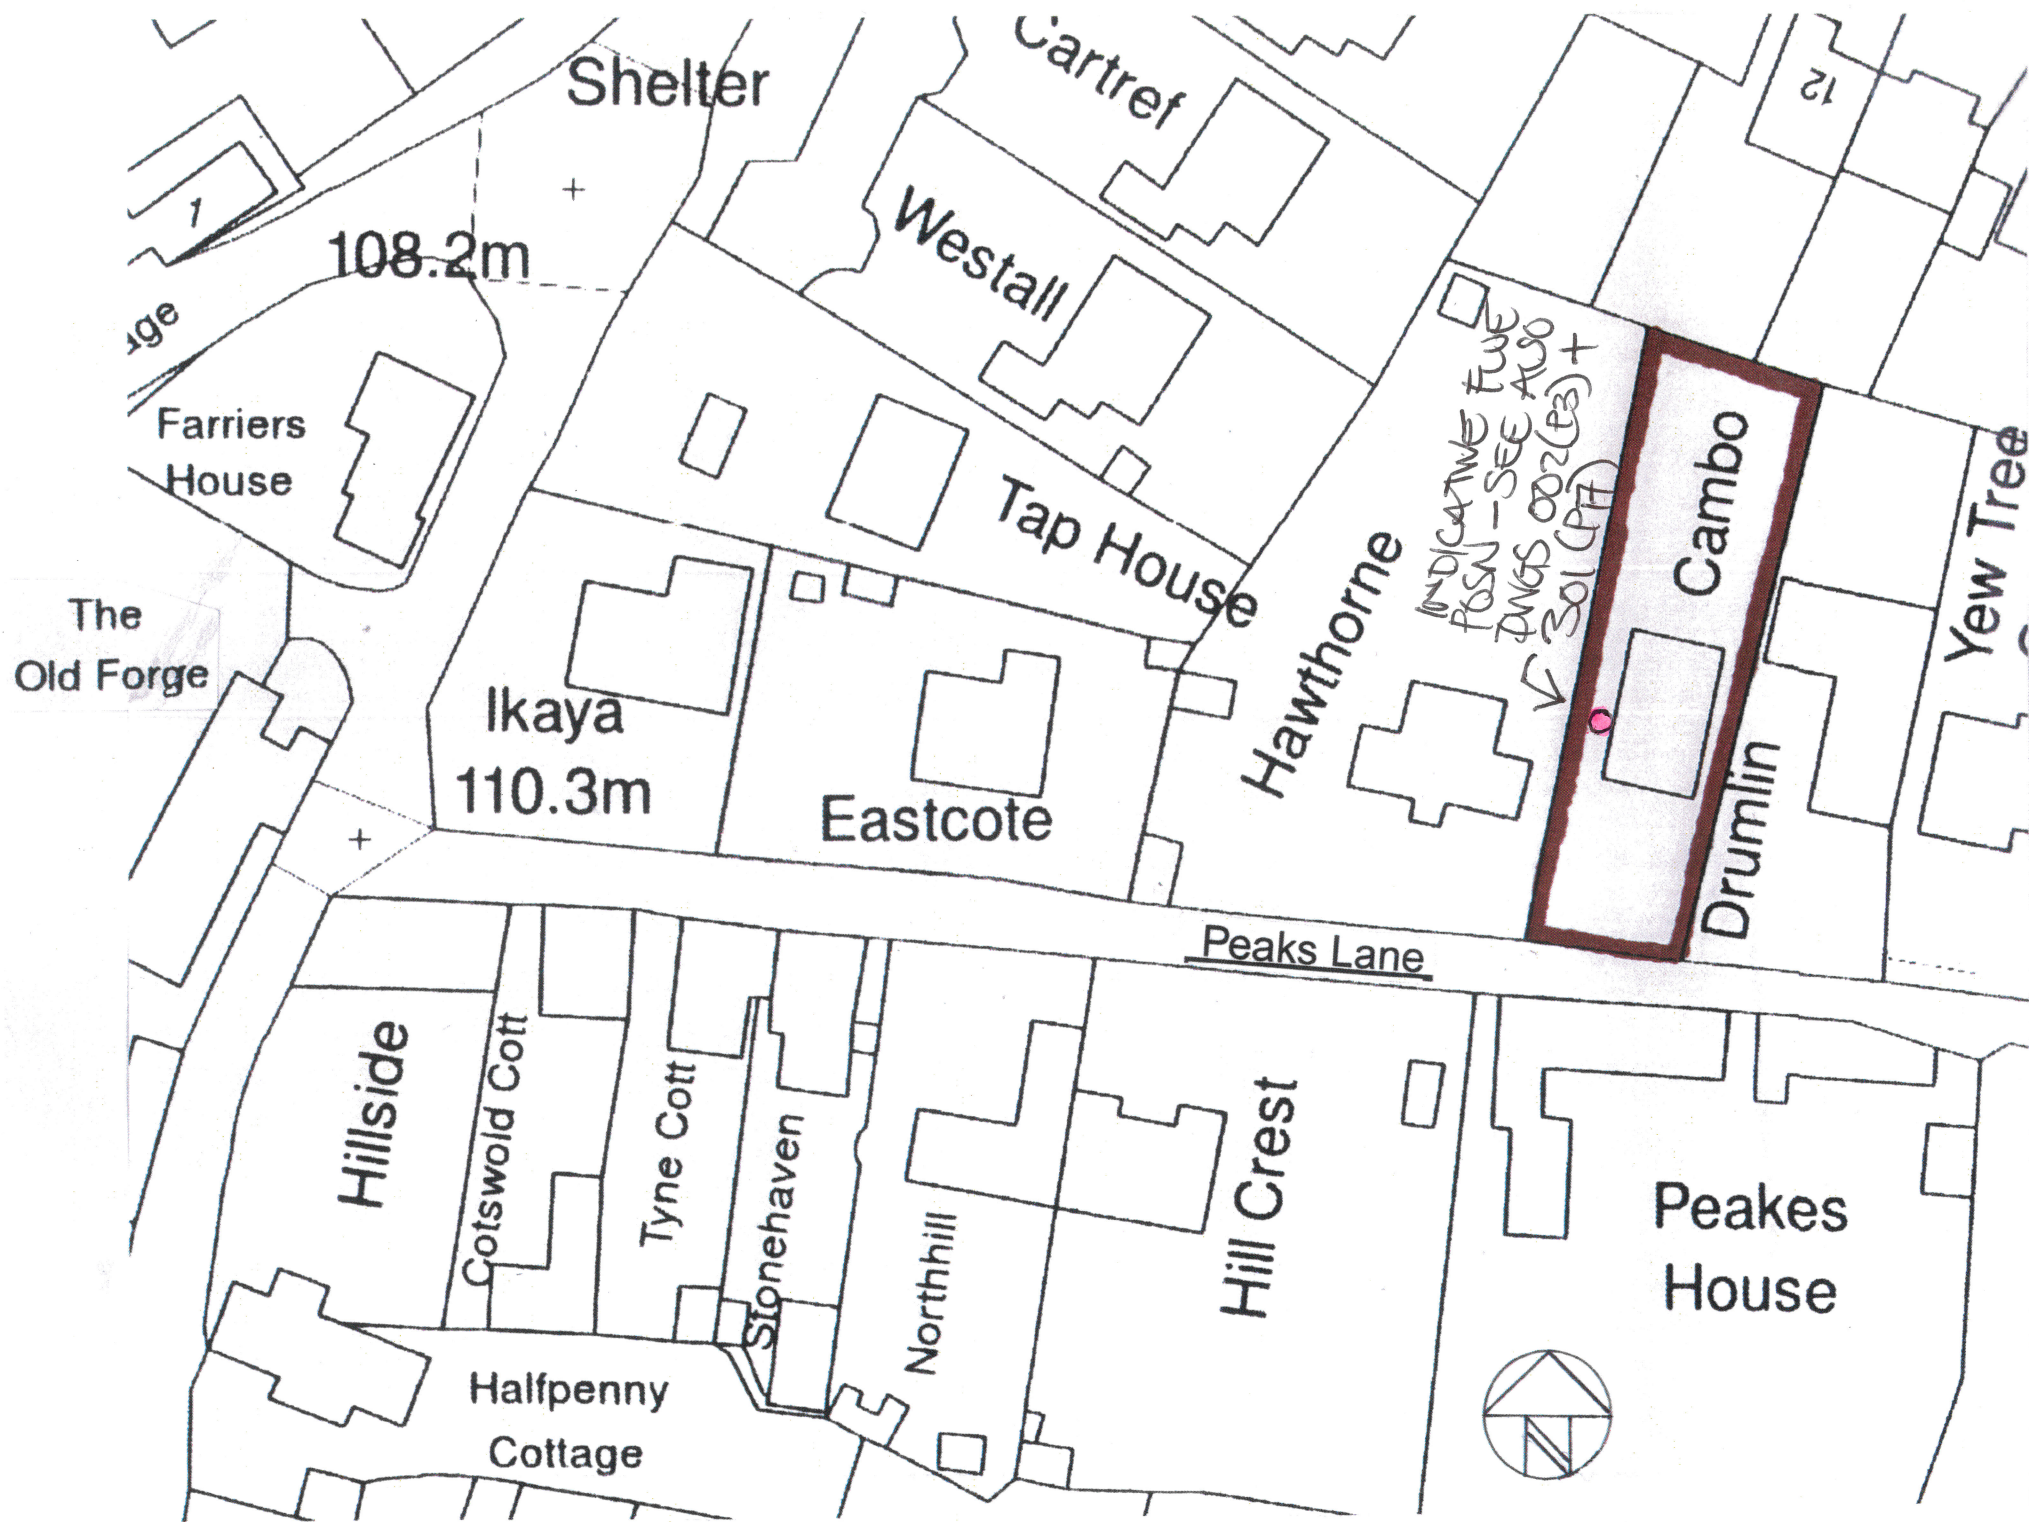 Shelter
Cartref
12
1
108.2m
Westall
Farriers
House
Tap House
Hawthorne
INDICATIVE FLUE
POSN - SEE ALSO
DWGS 002(P3) +
301(P17)
Cambo
Yew Tree
The
Old Forge
Ikaya
110.3m
Eastcote
Drumlin
Peaks Lane
Hillside
Cotswold Cott
Tyne Cott
Stonehaven
Northhill
Hill Crest
Peakes
House
Halfpenny
Cottage
N